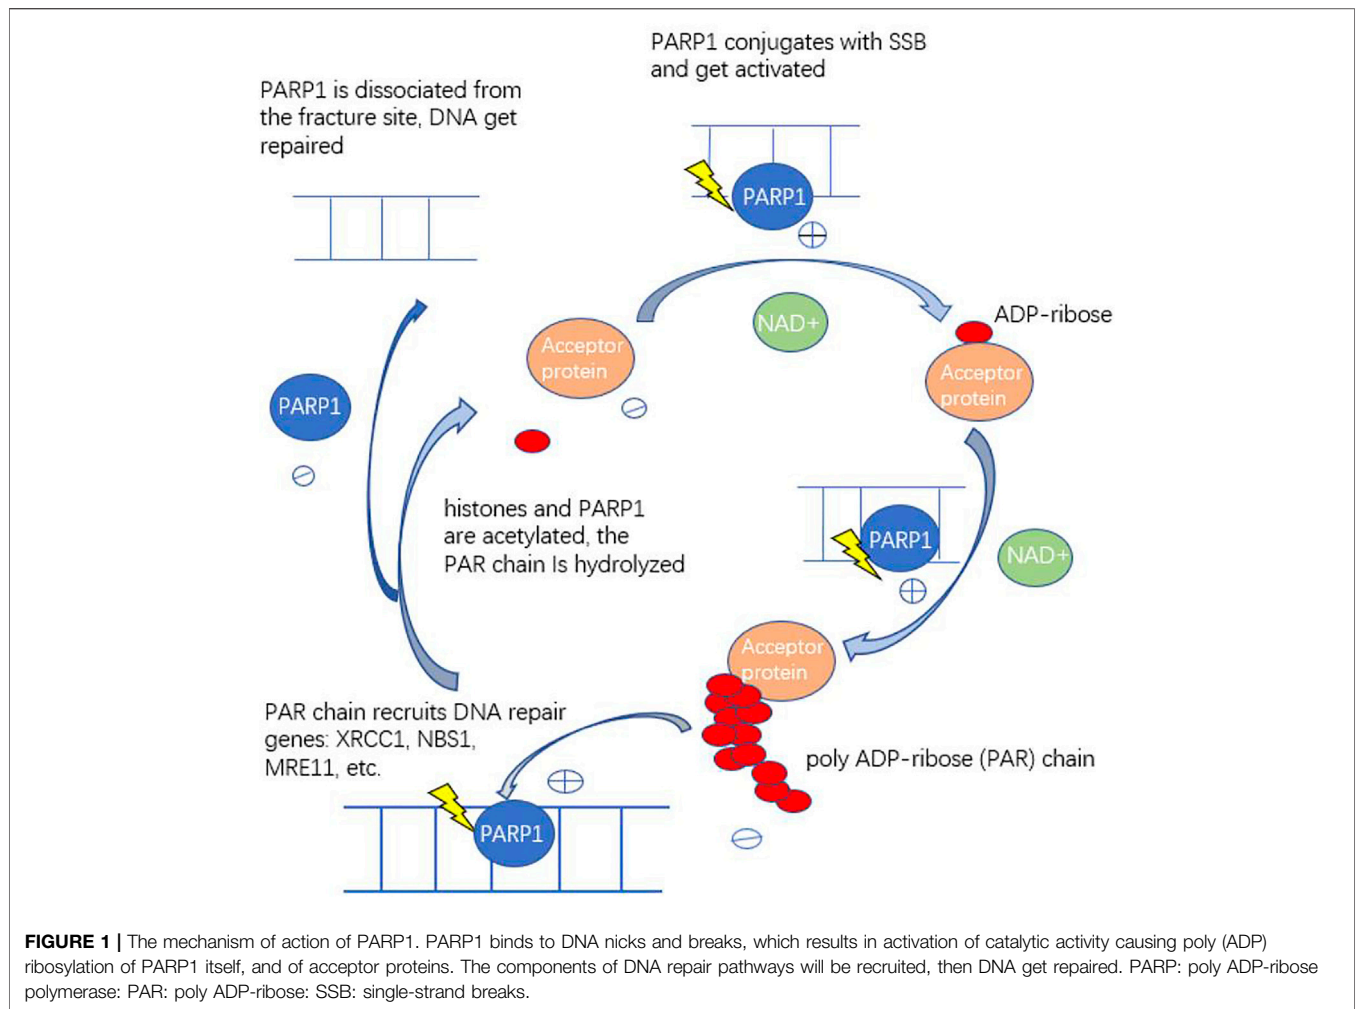 PARP1 conjugates with SSB
and get activated
PARP1 is dissociated from
the fracture site, DNA get
repaired
PARP1
NAD+
ADP-ribose
Acceptor
protein
Acceptor
protein
PARP1
histones and PARP1
are acetylated, the
PAR chain Is hydrolyzed
PARP1
NAD+
Acceptor
protein
PAR chain recruits DNA repair
genes: XRCC1, NBS1,
MRE11, etc.
poly ADP-ribose (PAR) chain
PARP1
FIGURE 1 | The mechanism of action of PARP1. PARP1 binds to DNA nicks and breaks, which results in activation of catalytic activity causing poly (ADP)
ribosylation of PARP1 itself, and of acceptor proteins. The components of DNA repair pathways will be recruited, then DNA get repaired. PARP: poly ADP-ribose
polymerase: PAR: poly ADP-ribose: SSB: single-strand breaks.